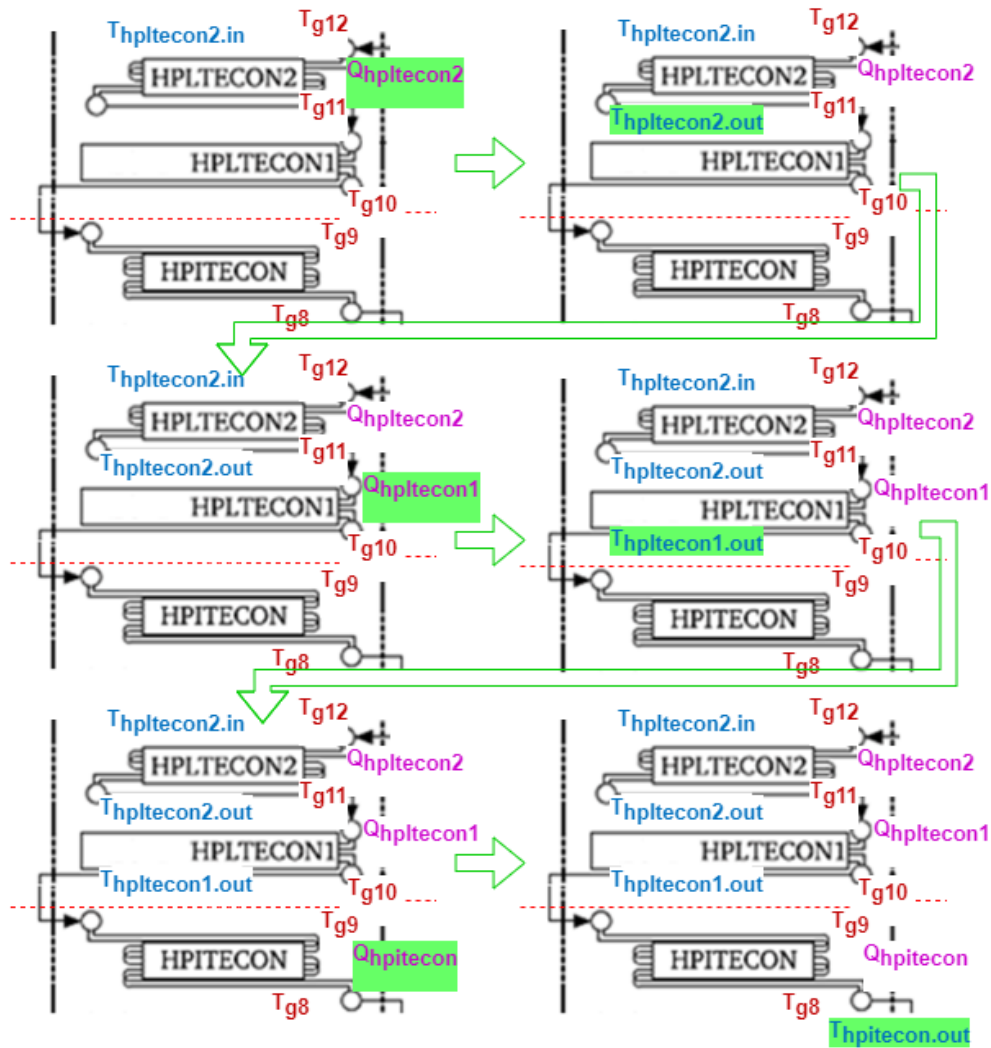 Thpltecon2.in
Tg12
HPLTECON2
Qhpltecon2
Tg11
HPLTECON1
Tg10
Tg9
HPITECON
Tg8
Thpltecon2.in
Tg12
HPLTECON2
Qhpltecon2
Tg11
Thpltecon2.out
HPLTECON1
Tg10
Tg9
HPITECON
Tg8
Thpltecon2.in
Tg12
HPLTECON2
Qhpltecon2
Tg11
Thpltecon2.out
Qhpltecon1
HPLTECON1
Tg10
Tg9
HPITECON
Tg8
Thpltecon2.in
Tg12
HPLTECON2
Qhpltecon2
Tg11
Thpltecon2.out
Qhpltecon1
HPLTECON1
Thpltecon1.out
Tg10
Tg9
HPITECON
Tg8
Thpltecon2.in
Tg12
HPLTECON2
Qhpltecon2
Tg11
Thpltecon2.out
Qhpltecon1
HPLTECON1
Thpltecon1.out
Tg10
Tg9
HPITECON
Qhpitecon
Tg8
Thpltecon2.in
Tg12
HPLTECON2
Qhpltecon2
Tg11
Thpltecon2.out
Qhpltecon1
HPLTECON1
Thpltecon1.out
Tg10
Tg9
HPITECON
Qhpitecon
Tg8
Thpitecon.out